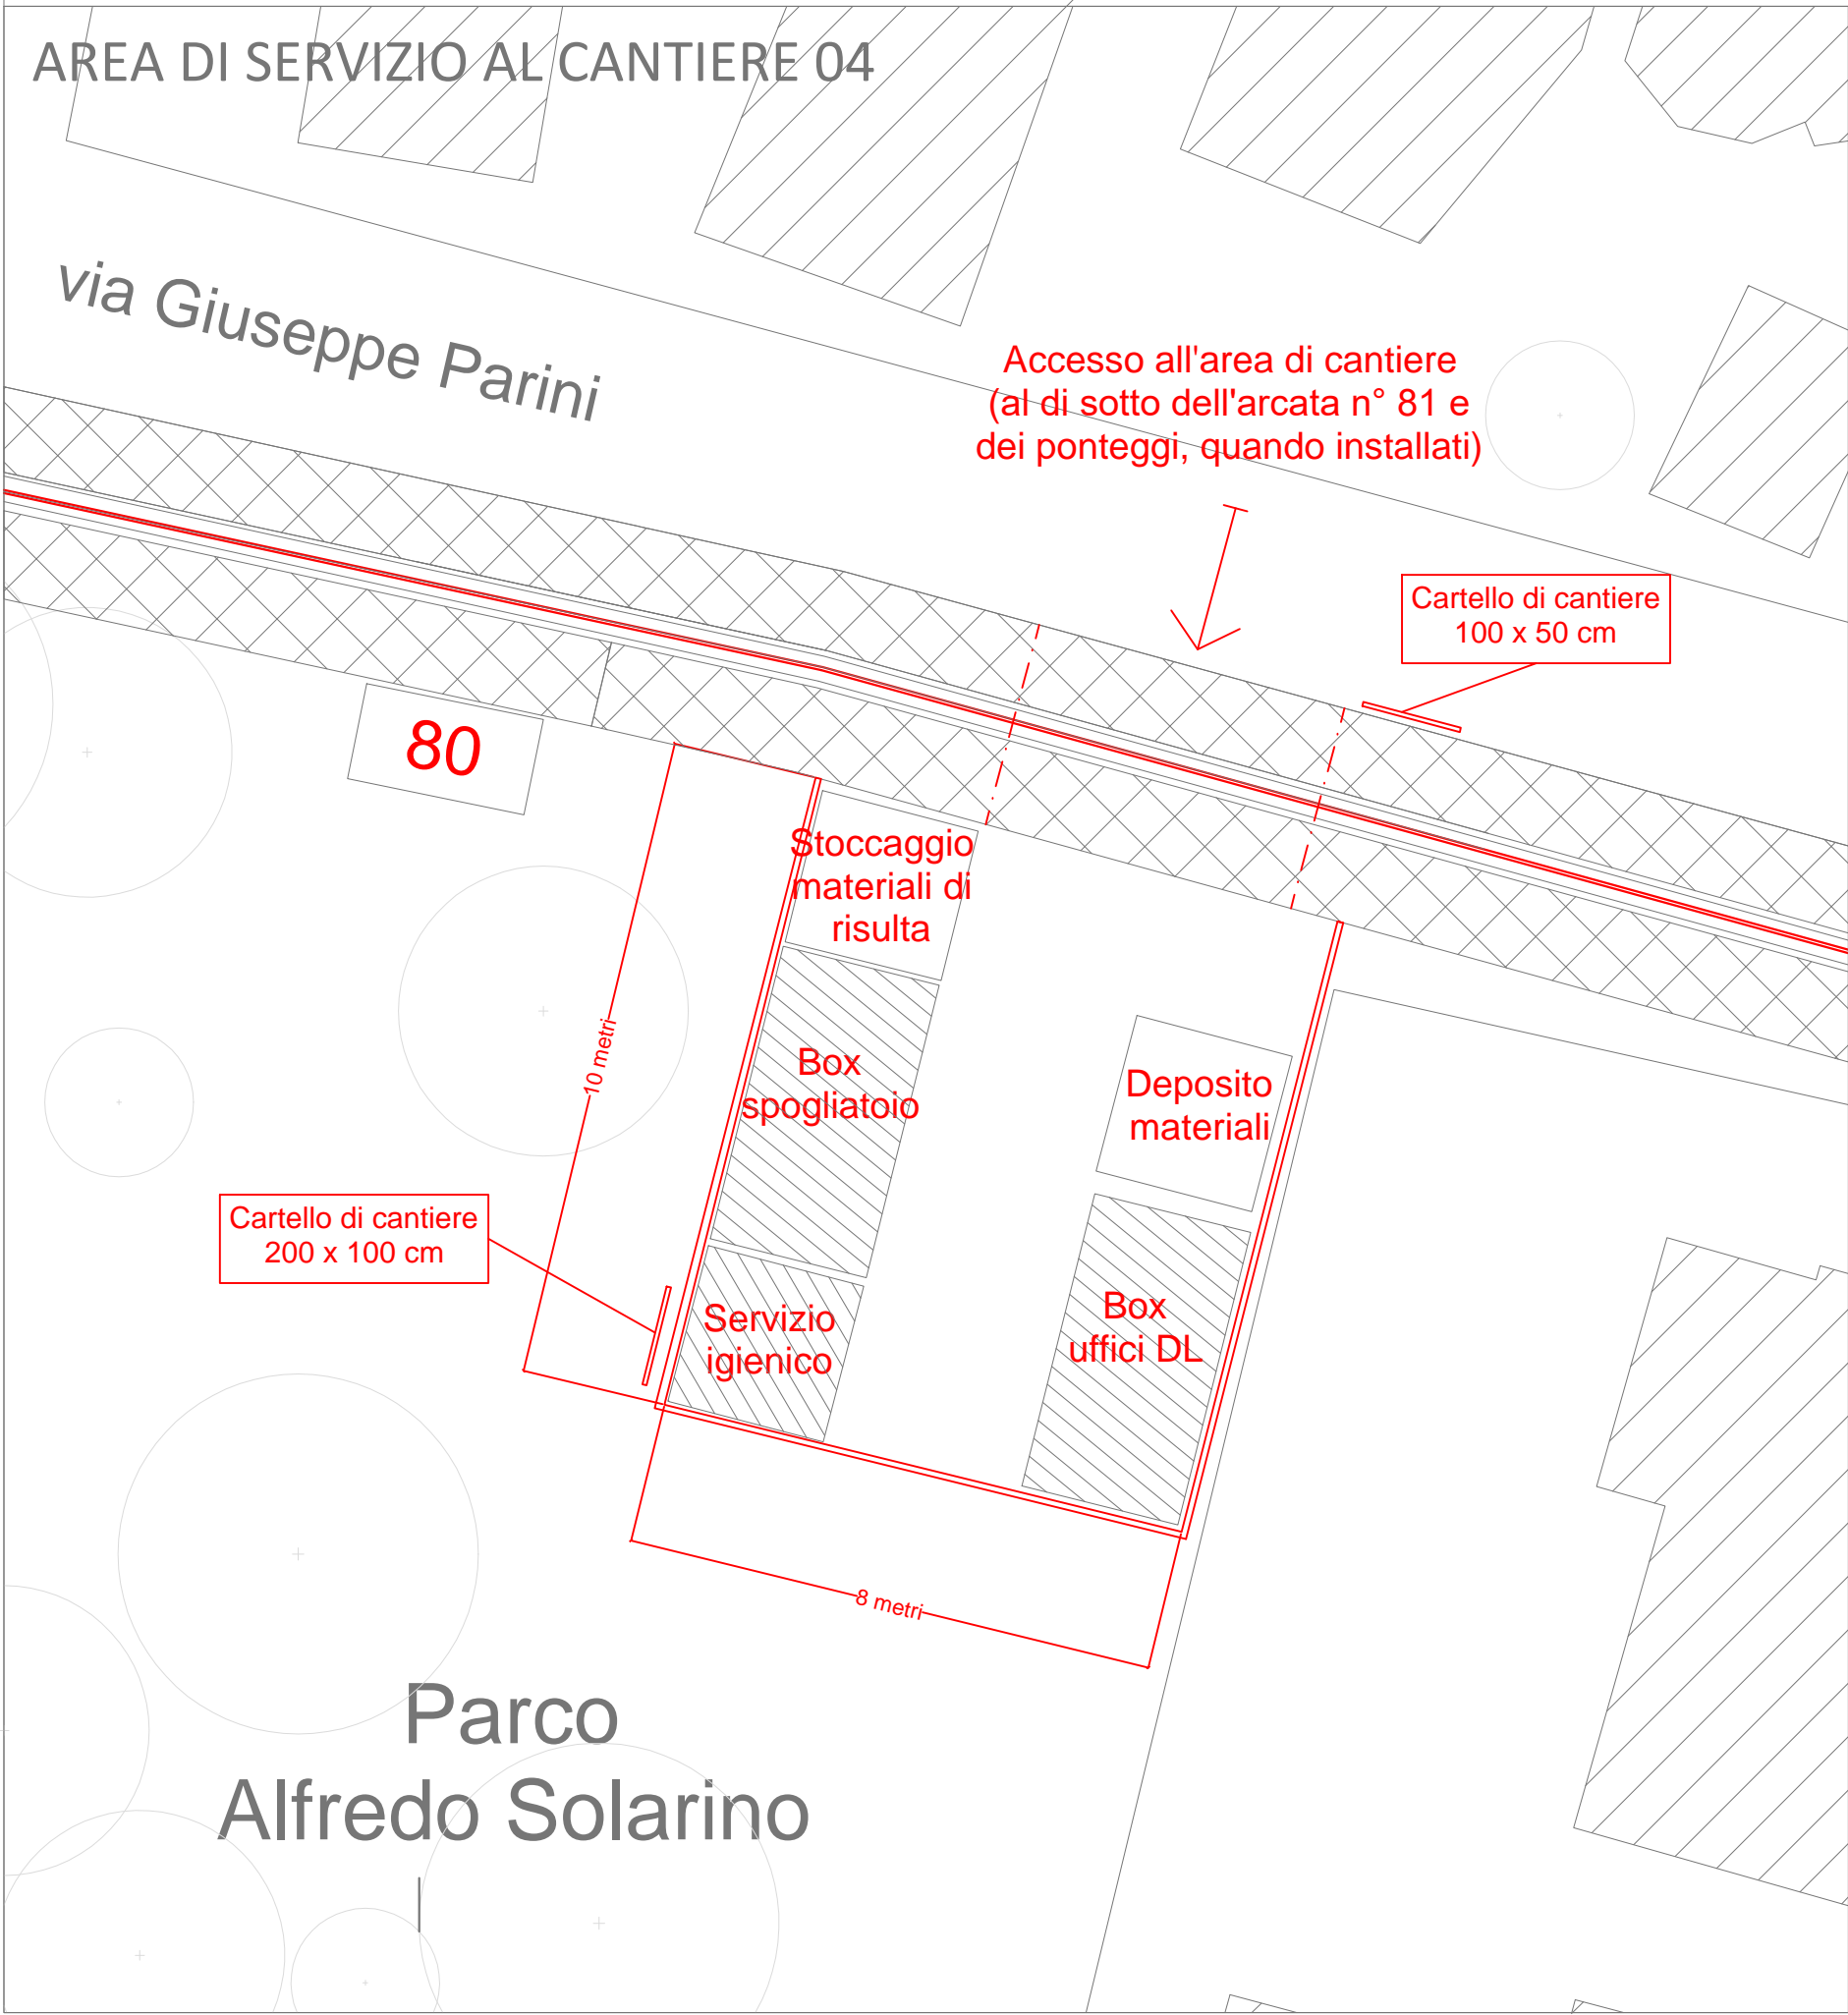 AREA DI SERVIZIO AL CANTIERE 04
via Giuseppe Parini
Accesso all'area di cantiere
(al di sotto dell'arcata n° 81 e
dei ponteggi, quando installati)
Cartello di cantiere
100 x 50 cm
80
Stoccaggio
materiali di
risulta
10 metri
Box
spogliatoio
Deposito
materiali
Cartello di cantiere
200 x 100 cm
Servizio
igienico
Box
uffici DL
8 metri
Parco
Alfredo Solarino